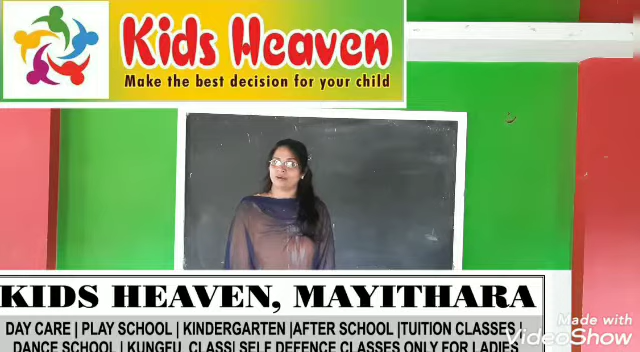 Kids Heaven
Make the best decision for your child
KIDS HEAVEN, MAYITHARA
DAY CARE | PLAY SCHOOL | KINDERGARTEN |AFTER SCHOOL |TUITION CLASSES |
DANCE SCHOOL | KUNGFU CLASS| SELF DEFENCE CLASSES ONLY FOR LADIES
Made with
VideoShow